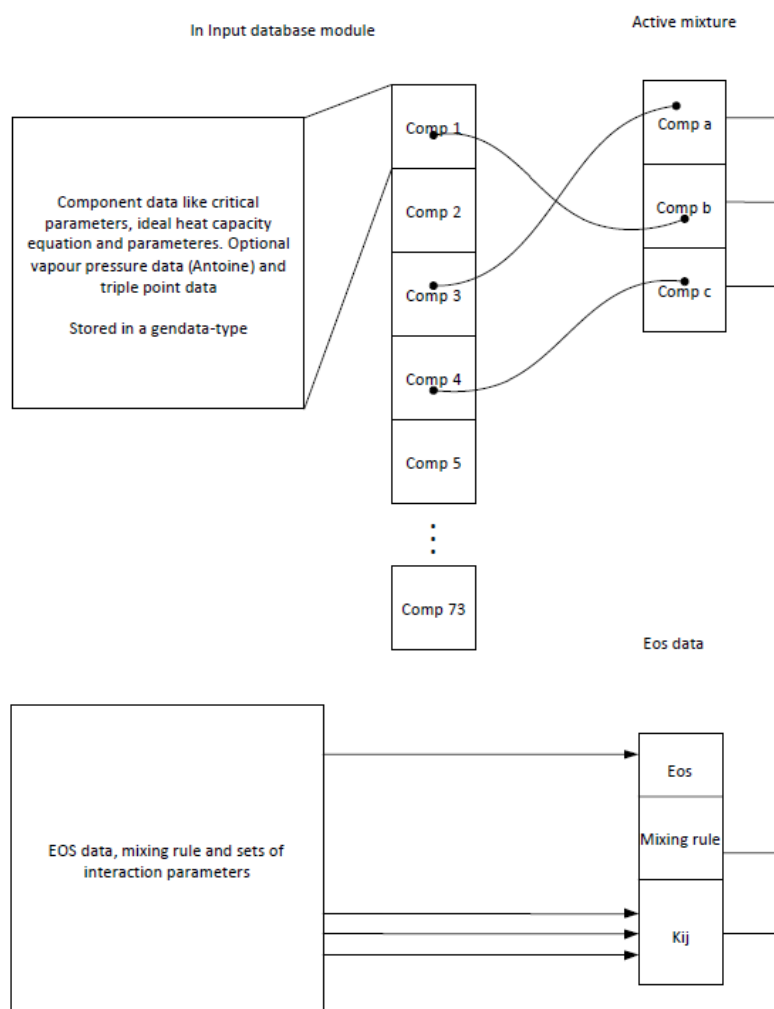 In Input database module
Active mixture
Comp 1
Comp 2
Comp 3
Comp 4
Comp 5
Comp 73
Component data like critical
parameters, ideal heat capacity
equation and parameteres. Optional
vapour pressure data (Antoine) and
triple point data
Stored in a gendata-type
Comp a
Comp b
Comp c
Eos data
EOS data, mixing rule and sets of
interaction parameters
Eos
Mixing rule
Kij